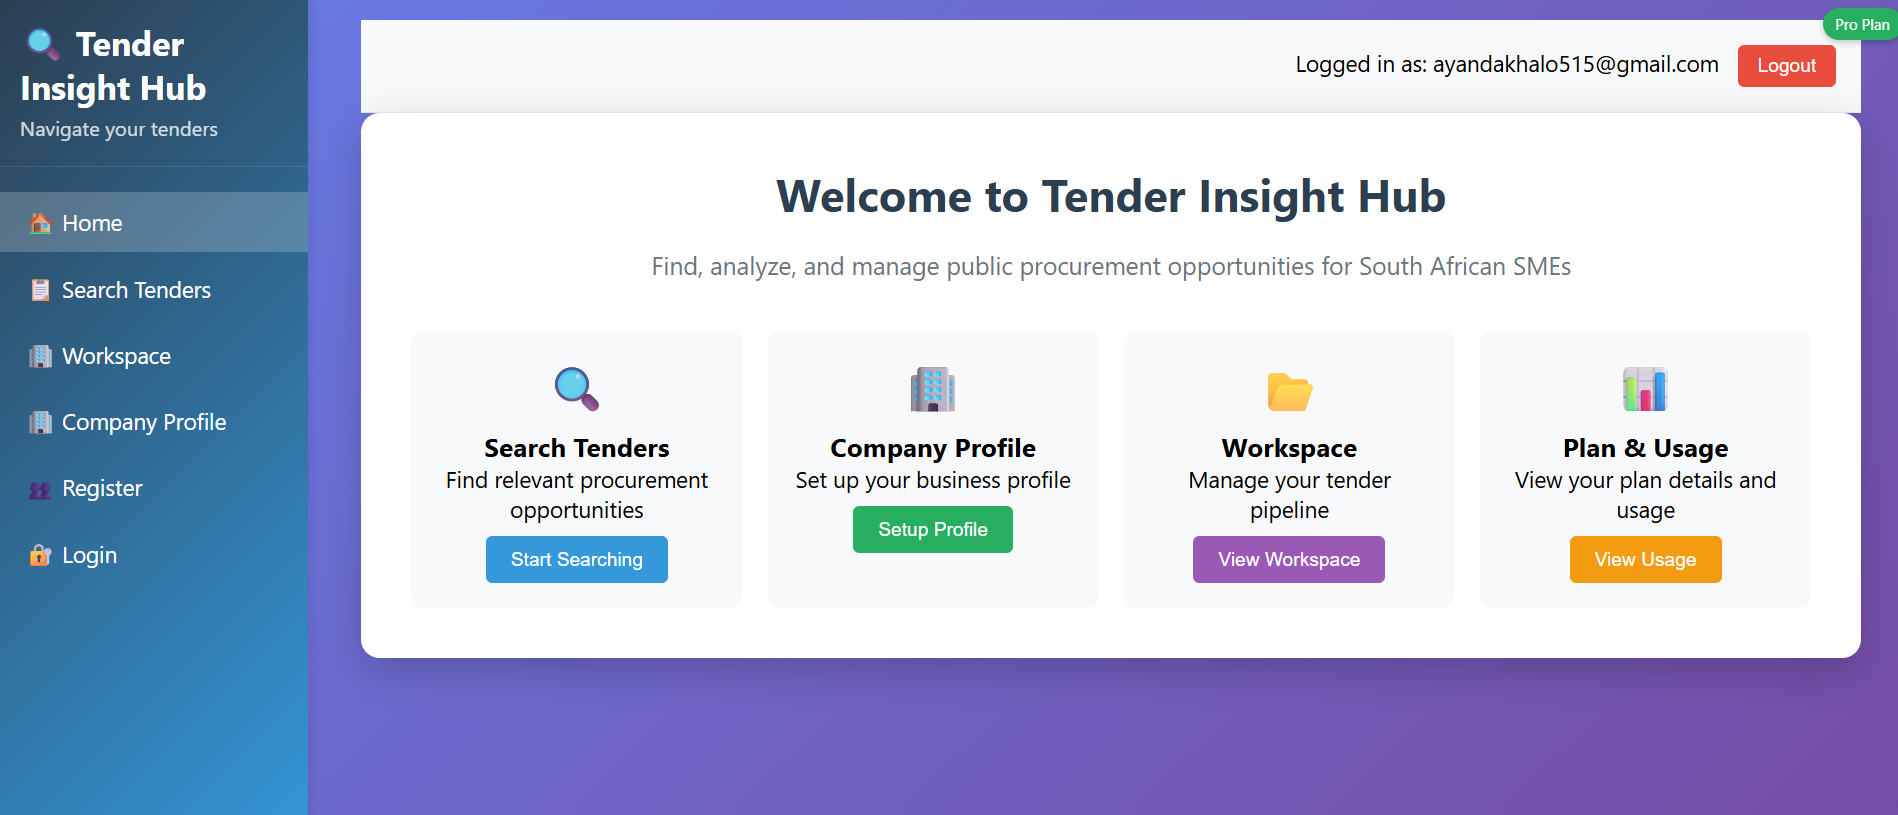 Tender
Insight Hub
Navigate your tenders
Home
Search Tenders
Workspace
Company Profile
Register
Login
Pro Plan
Logged in as: ayandakhalo515@gmail.com
Logout
Welcome to Tender Insight Hub
Find, analyze, and manage public procurement opportunities for South African SMEs
Search Tenders
Find relevant procurement
opportunities
Start Searching
Company Profile
Set up your business profile
Setup Profile
Workspace
Manage your tender
pipeline
View Workspace
Plan & Usage
View your plan details and
usage
View Usage